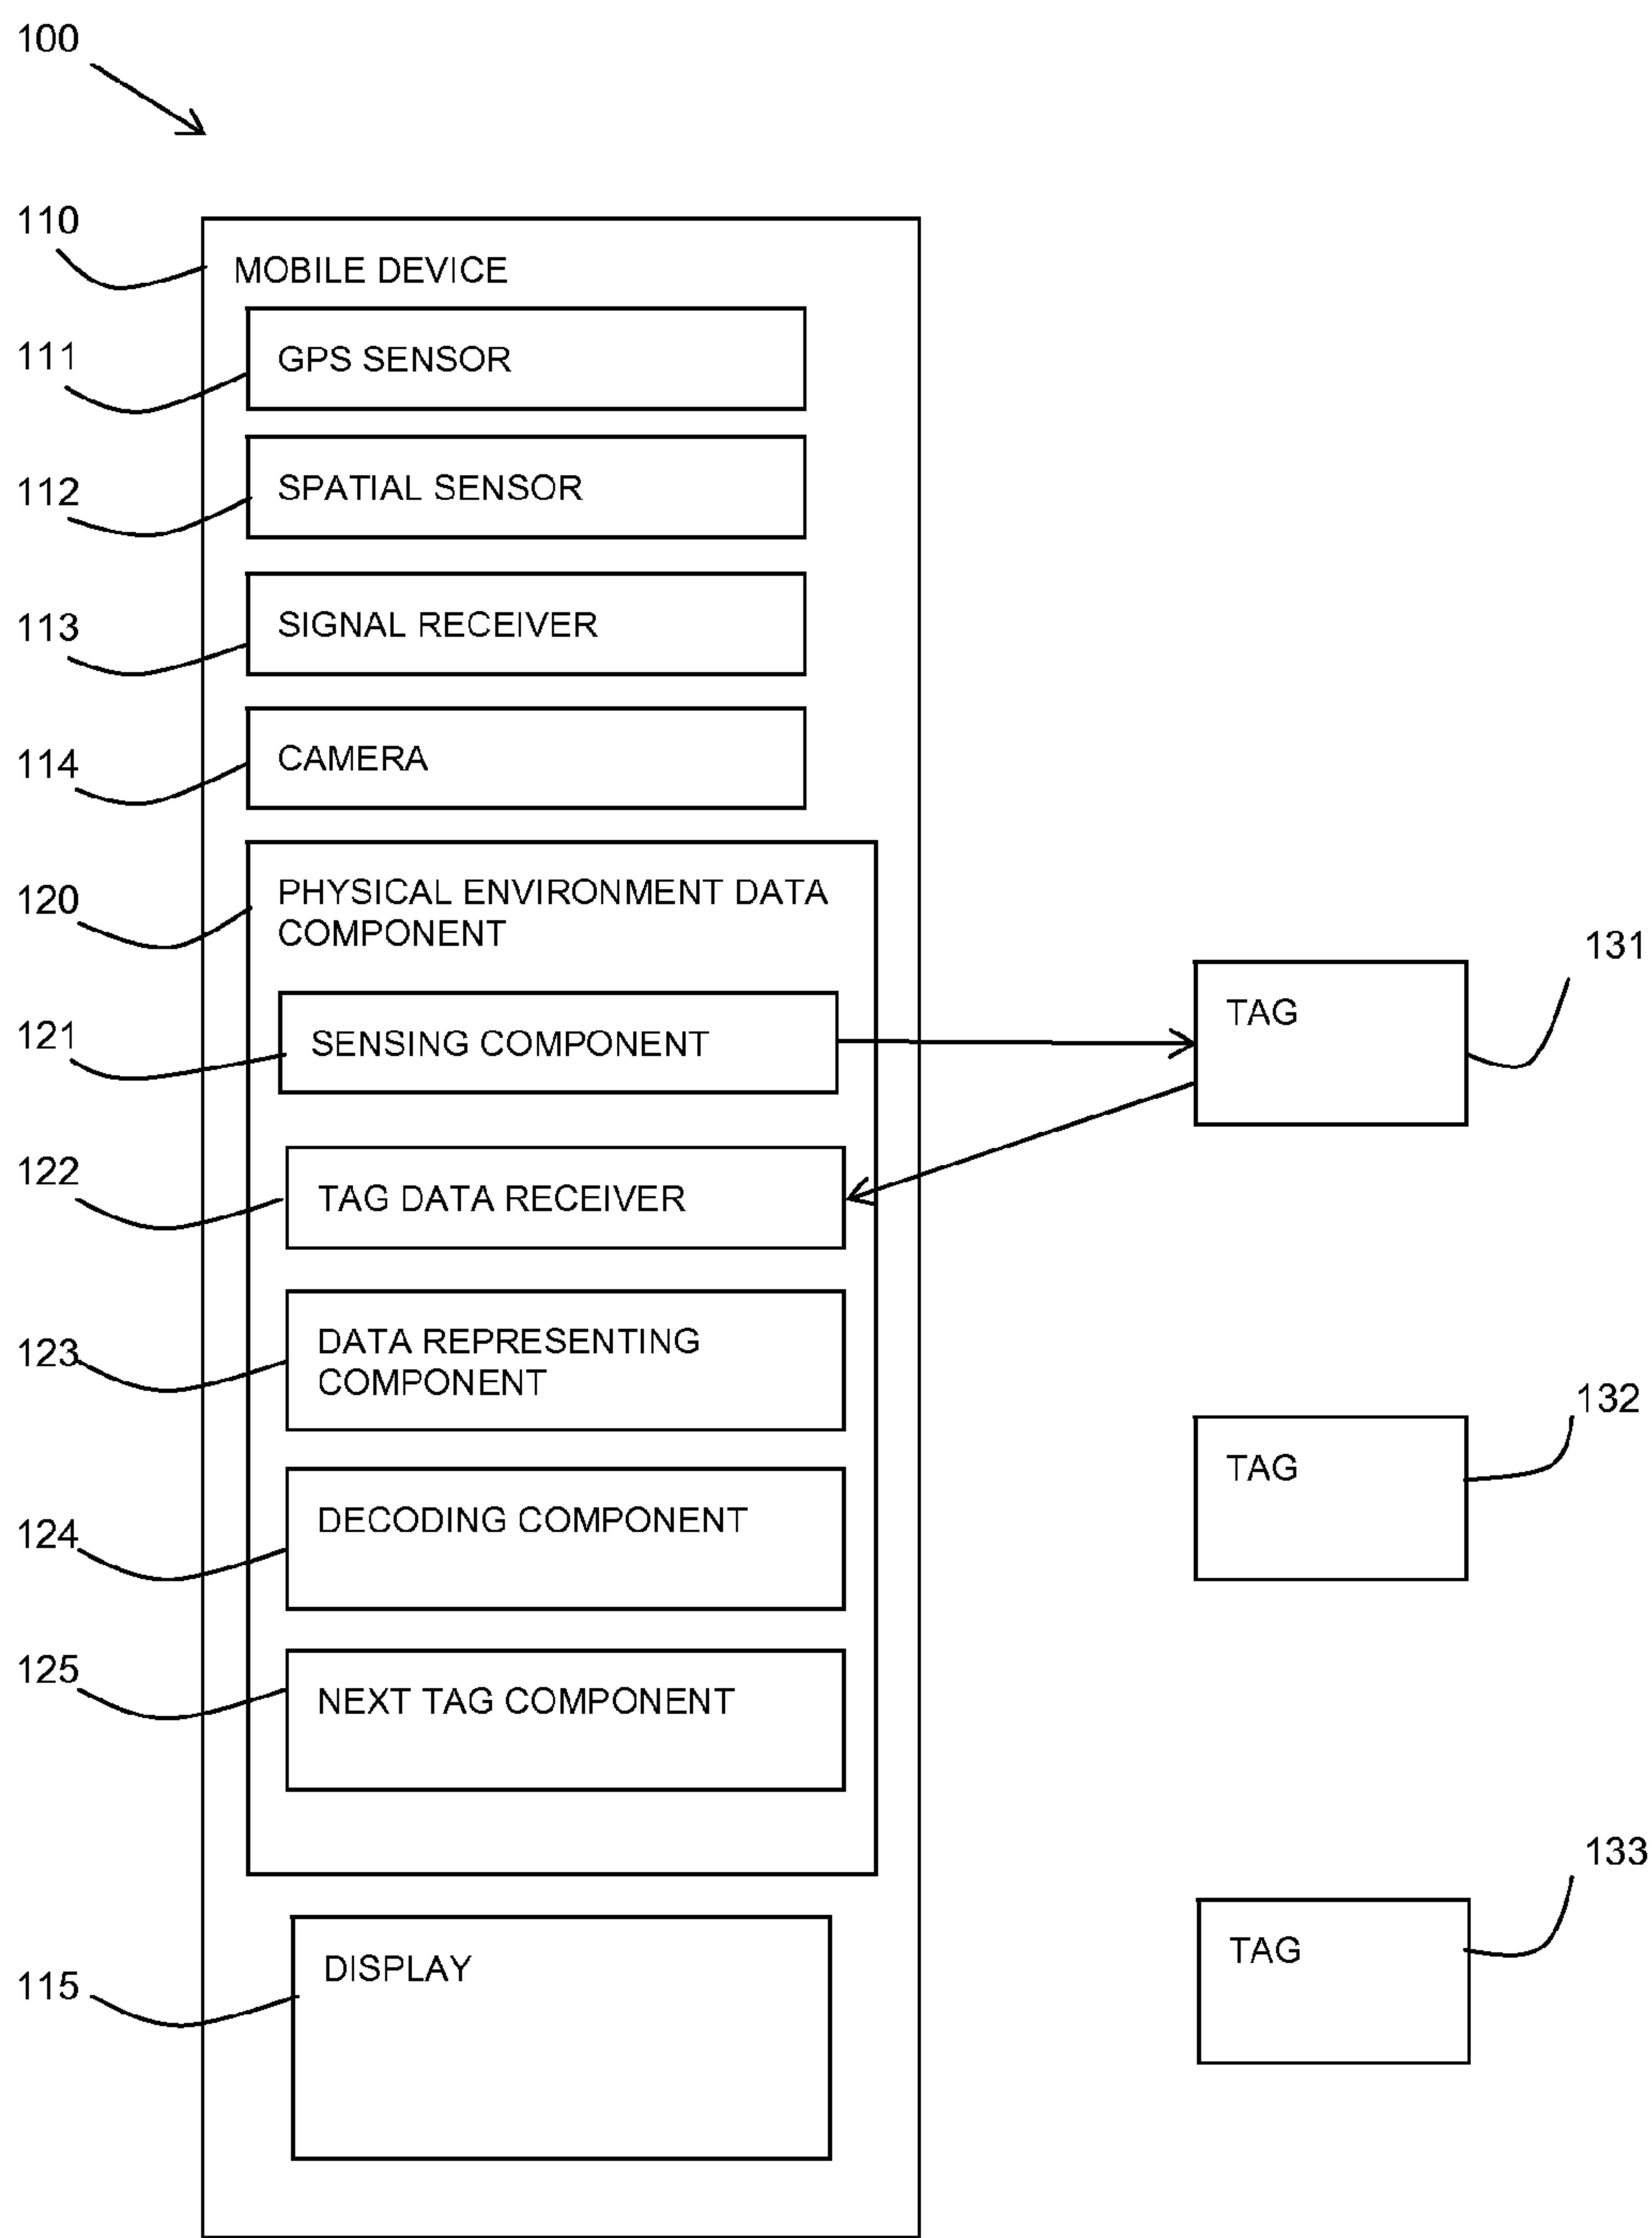 100
110
MOBILE DEVICE
111
GPS SENSOR
112
SPATIAL SENSOR
113
SIGNAL RECEIVER
114
CAMERA
120
PHYSICAL ENVIRONMENT DATA
COMPONENT
121
SENSING COMPONENT
122
TAG DATA RECEIVER
123
DATA REPRESENTING
COMPONENT
124
DECODING COMPONENT
125
NEXT TAG COMPONENT
115
DISPLAY
131
TAG
132
TAG
133
TAG